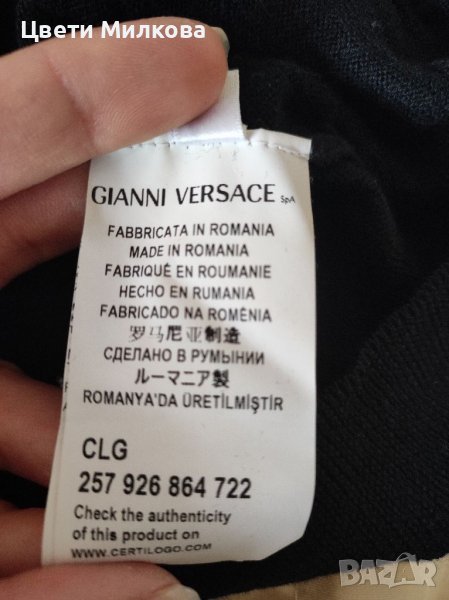 Цвети Милкова
GIANNI VERSACE SpA
FABBRICATA IN ROMANIA
MADE IN ROMANIA
FABRIQUÉ EN ROUMANIE
HECHO EN RUMANIA
FABRICADO NA ROMÉNIA
罗马尼亚制造
СДЕЛАНО В РУМЫНИИ
ルーマニア製
ROMANYA'DA ÜRETİLMİŞTİR
CLG
257 926 864 722
Check the authenticity
of this product on
WWW.CERTILOGO.COM
BAZAR